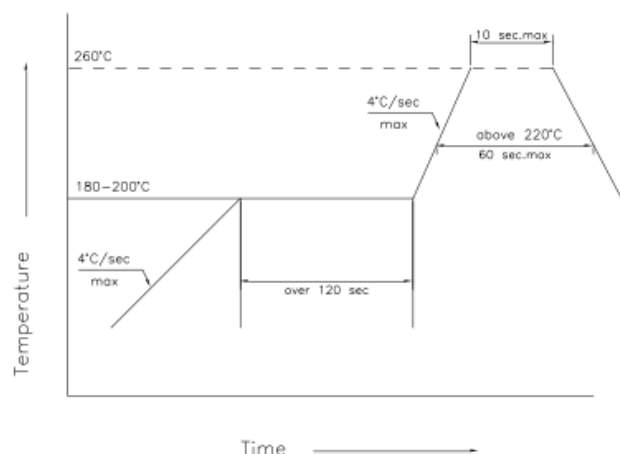 10 sec.max
260°C
4°C/sec
max
above 220°C
60 sec.max
180-200°C
4°C/sec
max
over 120 sec
Temperature
Time